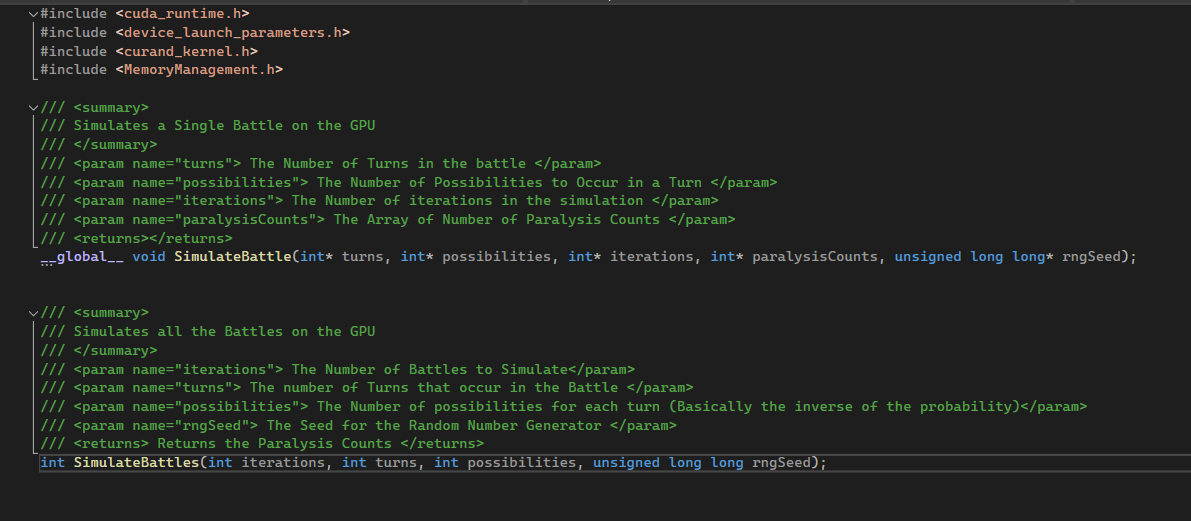 #include <cuda_runtime.h>
#include <device_launch_parameters.h>
#include <curand_kernel.h>
#include <MemoryManagement.h>
/// <summary>
/// Simulates a Single Battle on the GPU
/// </summary>
/// <param name="turns"> The Number of Turns in the battle </param>
/// <param name="possibilities"> The Number of Possibilities to Occur in a Turn </param>
/// <param name="iterations"> The Number of iterations in the simulation </param>
/// <param name="paralysisCounts"> The Array of Number of Paralysis Counts </param>
/// <returns></returns>
__global__ void SimulateBattle(int* turns, int* possibilities, int* iterations, int* paralysisCounts, unsigned long long* rngSeed);
/// <summary>
/// Simulates all the Battles on the GPU
/// </summary>
/// <param name="iterations"> The Number of Battles to Simulate</param>
/// <param name="turns"> The number of Turns that occur in the Battle </param>
/// <param name="possibilities"> The Number of possibilities for each turn (Basically the inverse of the probability)</param>
/// <param name="rngSeed"> The Seed for the Random Number Generator </param>
/// <returns> Returns the Paralysis Counts </returns>
int SimulateBattles(int iterations, int turns, int possibilities, unsigned long long rngSeed);